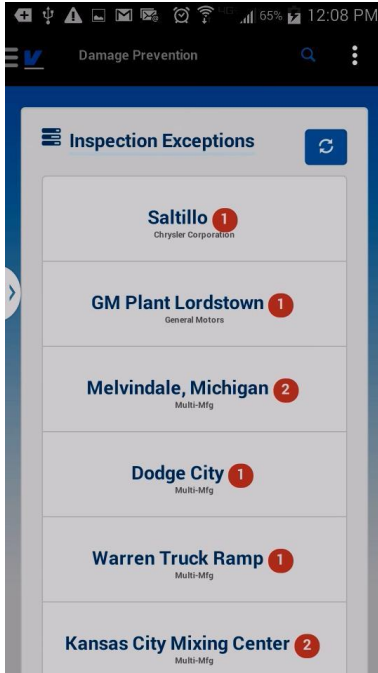 4G
65%
12:08 PM
V
Damage Prevention
Inspection Exceptions
Saltillo 1
Chrysler Corporation
GM Plant Lordstown 1
General Motors
Melvindale, Michigan 2
Multi-Mfg
Dodge City 1
Multi-Mfg
Warren Truck Ramp 1
Multi-Mfg
Kansas City Mixing Center 2
Multi-Mfg